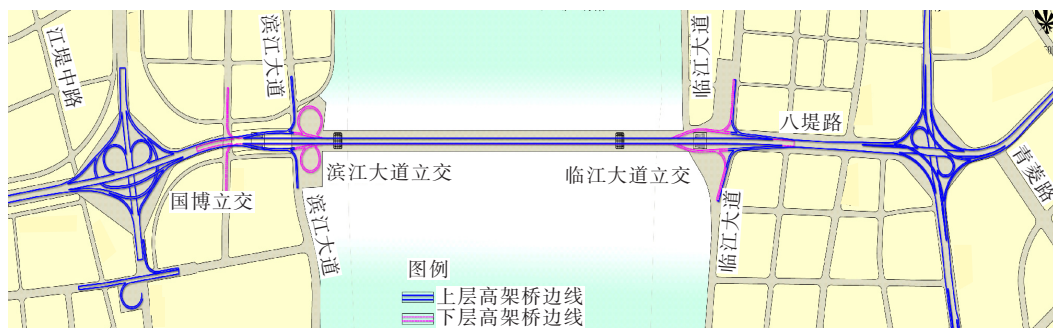 江堤中路
滨江大道
临江大道
八堤路
青菱路
国博立交
滨江大道立交
临江大道立交
滨江大道
临江大道
图例
上层高架桥边线
下层高架桥边线